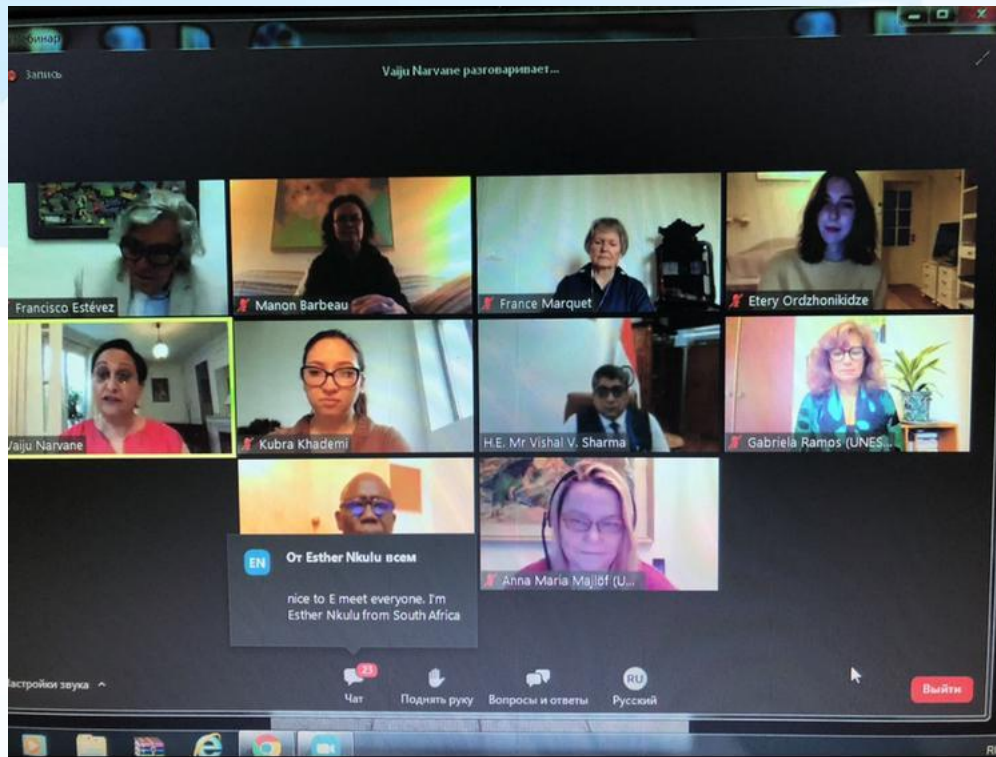 Запись
Vaiju Narvane разговаривает...
Francisco Estévez
Manon Barbeau
France Marquet
Etery Ordzhonikidze
Vaiju Narvane
Kubra Khademi
H.E. Mr Vishal V. Sharma
Gabriela Ramos (UNES...
Anna Maria Majlöf (U...
EN
От Esther Nkulu всем
nice to E meet everyone. I'm
Esther Nkulu from South Africa
23
Чат
Поднять руку
Вопросы и ответы
RU
Русский
Выйти